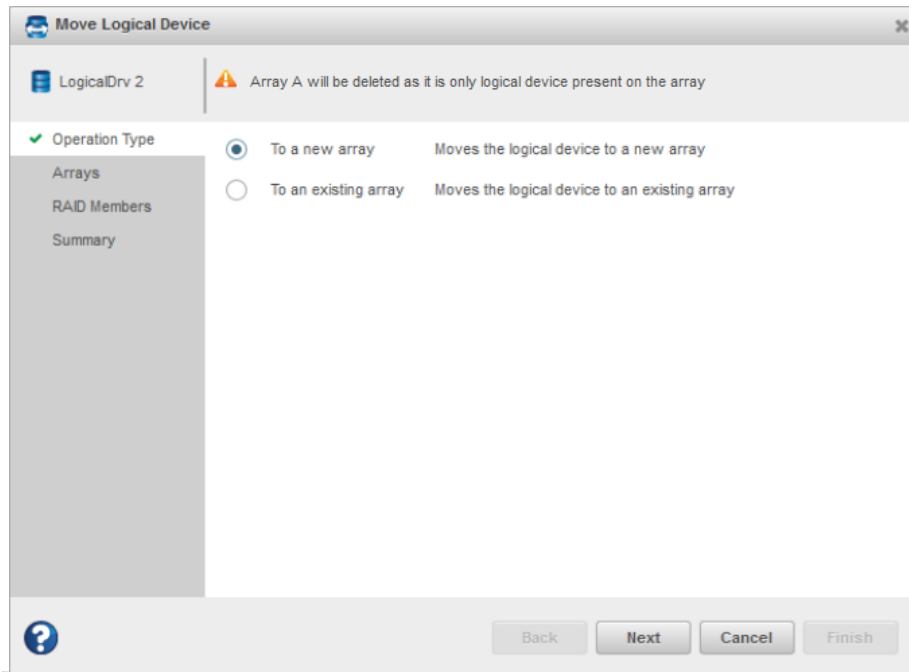 Move Logical Device
LogicalDrv 2
Array A will be deleted as it is only logical device present on the array
Operation Type
Arrays
RAID Members
Summary
To a new array Moves the logical device to a new array
To an existing array Moves the logical device to an existing array
? Back Next Cancel Finish